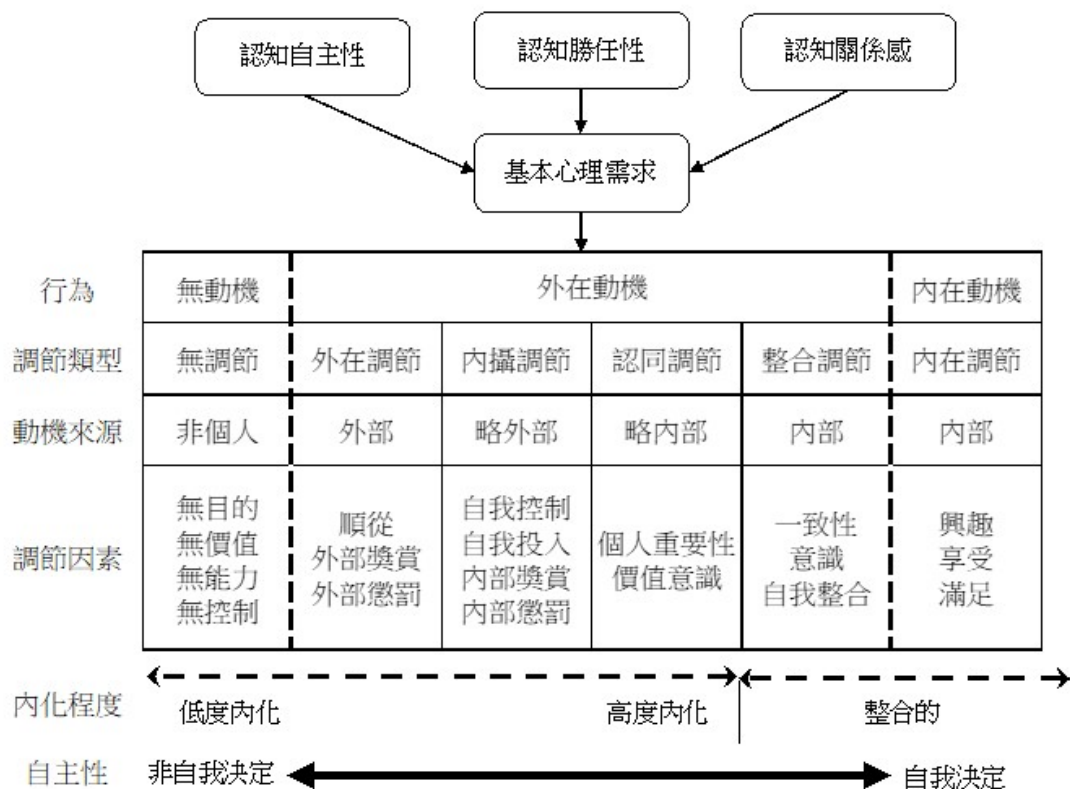 認知自主性
認知勝任性
認知關係感
基本心理需求
行為 無動機 外在動機 內在動機
調節類型 無調節 外在調節 內攝調節 認同調節 整合調節 內在調節
動機來源 非個人 外部 略外部 略內部 內部 內部
調節因素
無目的
無價值
無能力
無控制
順從
外部獎賞
外部懲罰
自我控制
自我投入
內部獎賞
內部懲罰
個人重要性
價值意識
一致性
意識
自我整合
興趣
享受
滿足
內化程度 低度內化 高度內化 整合的
自主性 非自我決定 自我決定